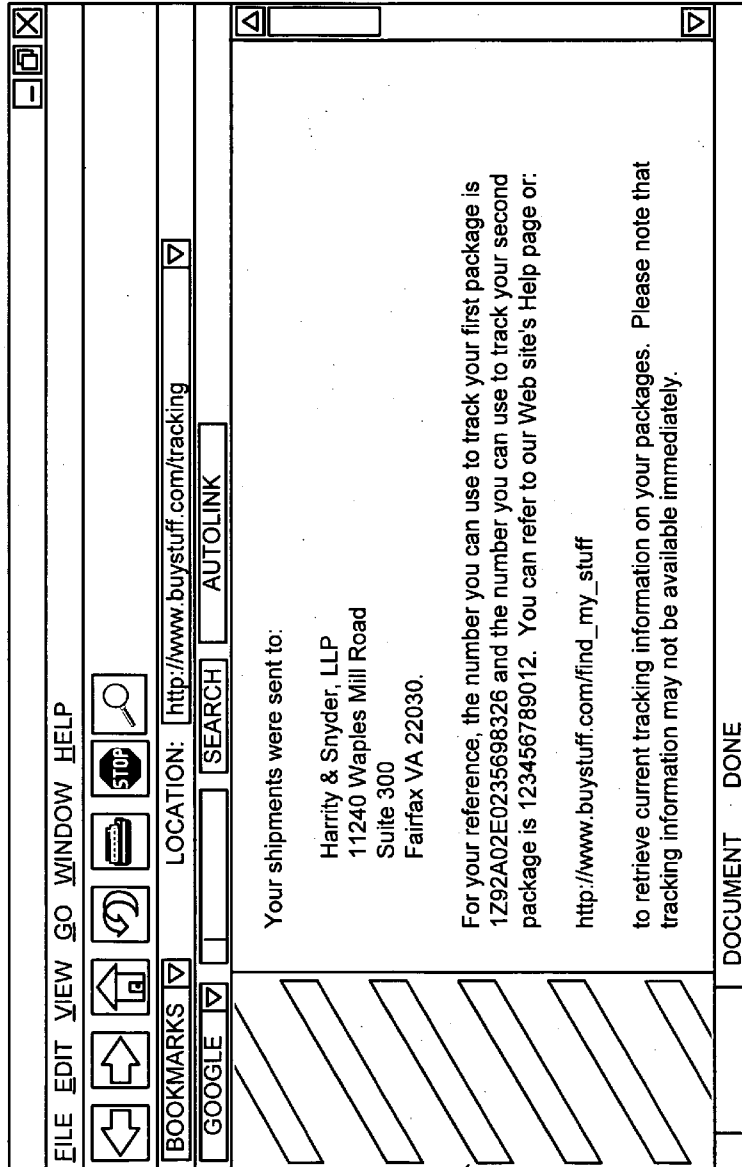 FILE EDIT VIEW GO WINDOW HELP
STOP
BOOKMARKS LOCATION: http://www.buystuff.com/tracking
GOOGLE SEARCH AUTOLINK
Your shipments were sent to:
Harrity & Snyder, LLP
11240 Waples Mill Road
Suite 300
Fairfax VA 22030.
For your reference, the number you can use to track your first package is
1Z92A02E0235698326 and the number you can use to track your second
package is 123456789012. You can refer to our Web site's Help page or:
http://www.buystuff.com/find_my_stuff
to retrieve current tracking information on your packages. Please note that
tracking information may not be available immediately.
DOCUMENT DONE